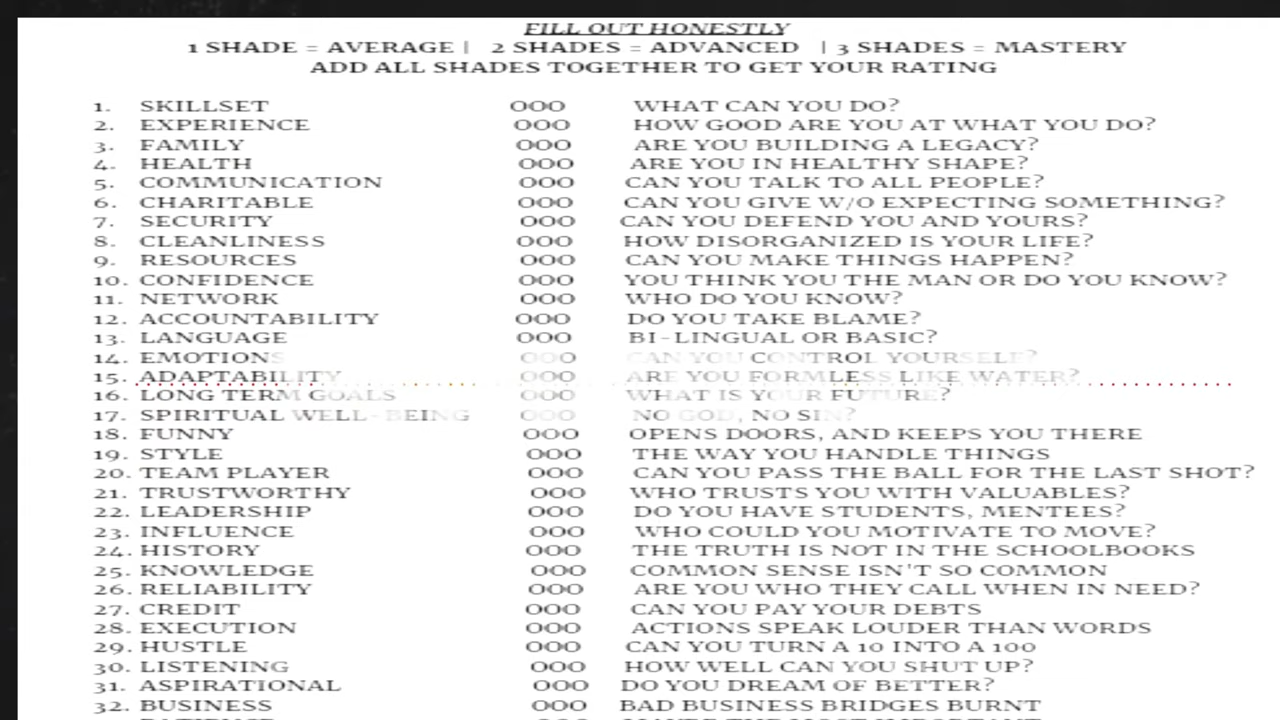 FILL OUT HONESTLY
1 SHADE = AVERAGE | 2 SHADES = ADVANCED | 3 SHADES = MASTERY
ADD ALL SHADES TOGETHER TO GET YOUR RATING
1. SKILLSET OOO WHAT CAN YOU DO?
2. EXPERIENCE OOO HOW GOOD ARE YOU AT WHAT YOU DO?
3. FAMILY OOO ARE YOU BUILDING A LEGACY?
4. HEALTH OOO ARE YOU IN HEALTHY SHAPE?
5. COMMUNICATION OOO CAN YOU TALK TO ALL PEOPLE?
6. CHARITABLE OOO CAN YOU GIVE W/O EXPECTING SOMETHING?
7. SECURITY OOO CAN YOU DEFEND YOU AND YOURS?
8. CLEANLINESS OOO HOW DISORGANIZED IS YOUR LIFE?
9. RESOURCES OOO CAN YOU MAKE THINGS HAPPEN?
10. CONFIDENCE OOO YOU THINK YOU THE MAN OR DO YOU KNOW?
11. NETWORK OOO WHO DO YOU KNOW?
12. ACCOUNTABILITY OOO DO YOU TAKE BLAME?
13. LANGUAGE OOO BI-LINGUAL OR BASIC?
14. EMOTIONS OOO CAN YOU CONTROL YOURSELF?
15. ADAPTABILITY OOO ARE YOU FORMLESS LIKE WATER?
16. LONG TERM GOALS OOO WHAT IS YOUR FUTURE?
17. SPIRITUAL WELL-BEING OOO NO GOD, NO SIN?
18. FUNNY OOO OPENS DOORS, AND KEEPS YOU THERE
19. STYLE OOO THE WAY YOU HANDLE THINGS
20. TEAM PLAYER OOO CAN YOU PASS THE BALL FOR THE LAST SHOT?
21. TRUSTWORTHY OOO WHO TRUSTS YOU WITH VALUABLES?
22. LEADERSHIP OOO DO YOU HAVE STUDENTS, MENTEES?
23. INFLUENCE OOO WHO COULD YOU MOTIVATE TO MOVE?
24. HISTORY OOO THE TRUTH IS NOT IN THE SCHOOLBOOKS
25. KNOWLEDGE OOO COMMON SENSE ISN'T SO COMMON
26. RELIABILITY OOO ARE YOU WHO THEY CALL WHEN IN NEED?
27. CREDIT OOO CAN YOU PAY YOUR DEBTS
28. EXECUTION OOO ACTIONS SPEAK LOUDER THAN WORDS
29. HUSTLE OOO CAN YOU TURN A 10 INTO A 100
30. LISTENING OOO HOW WELL CAN YOU SHUT UP?
31. ASPIRATIONAL OOO DO YOU DREAM OF BETTER?
32. BUSINESS OOO BAD BUSINESS BRIDGES BURNT